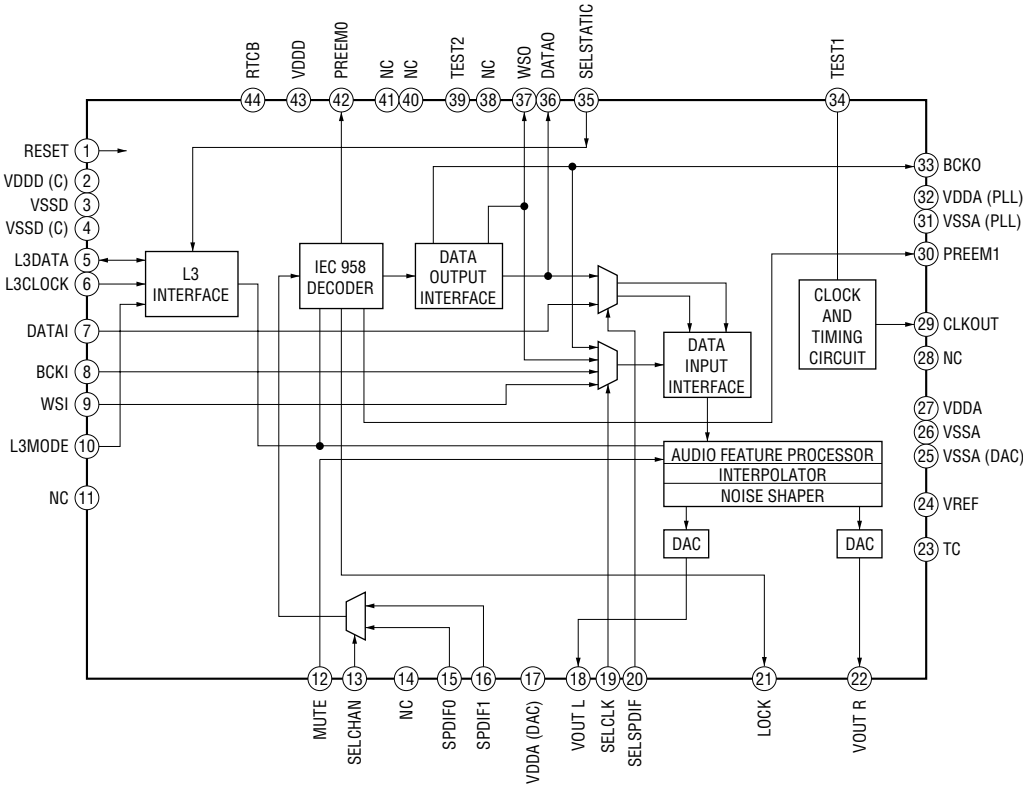 RTCB
VDDD
PREEM0
NC
NC
TEST2
NC
WSO
DATAO
SELSTATIC
TEST1
44
43
42
41
40
39
38
37
36
35
34
RESET 1
VDDD (C) 2
VSSD 3
VSSD (C) 4
L3DATA 5
L3CLOCK 6
DATAI 7
BCKI 8
WSI 9
L3MODE 10
NC 11
L3
INTERFACE
IEC 958
DECODER
DATA
OUTPUT
INTERFACE
DATA
INPUT
INTERFACE
CLOCK
AND
TIMING
CIRCUIT
AUDIO FEATURE PROCESSOR
INTERPOLATOR
NOISE SHAPER
DAC
DAC
33 BCKO
32 VDDA (PLL)
31 VSSA (PLL)
30 PREEM1
29 CLKOUT
28 NC
27 VDDA
26 VSSA
25 VSSA (DAC)
24 VREF
23 TC
12
13
14
15
16
17
18
19
20
21
22
MUTE
SELCHAN
NC
SPDIF0
SPDIF1
VDDA (DAC)
VOUT L
SELCLK
SELSPDIF
LOCK
VOUT R